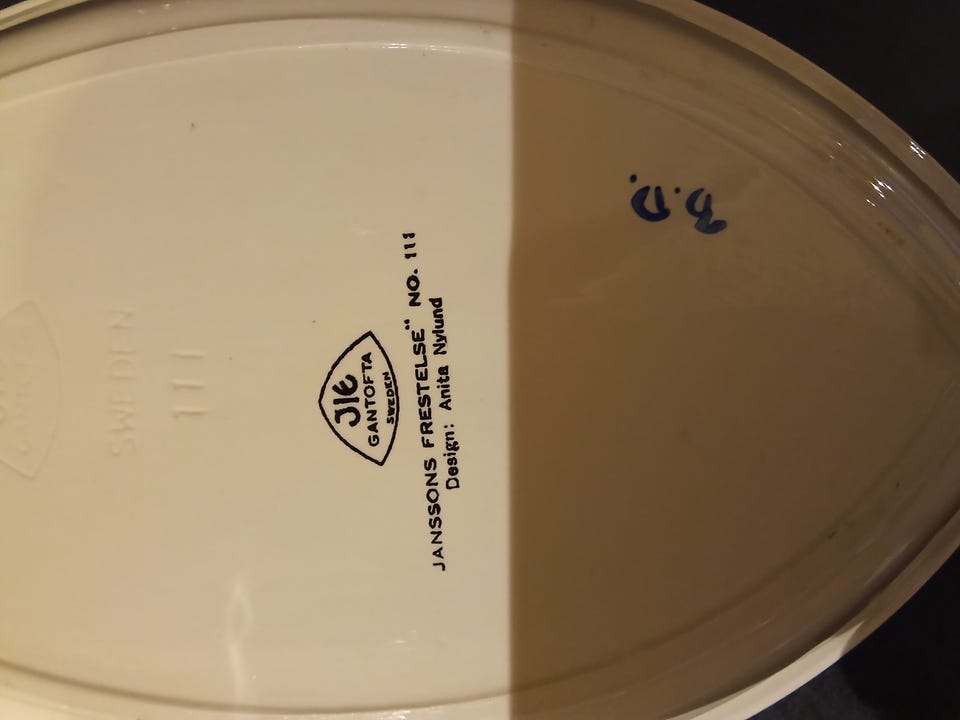 SWEDEN
111
JIE
GANTOFTA
SWEDEN
JANSSONS FRESTELSE" NO. 111
Design: Anita Nylund
B.D.